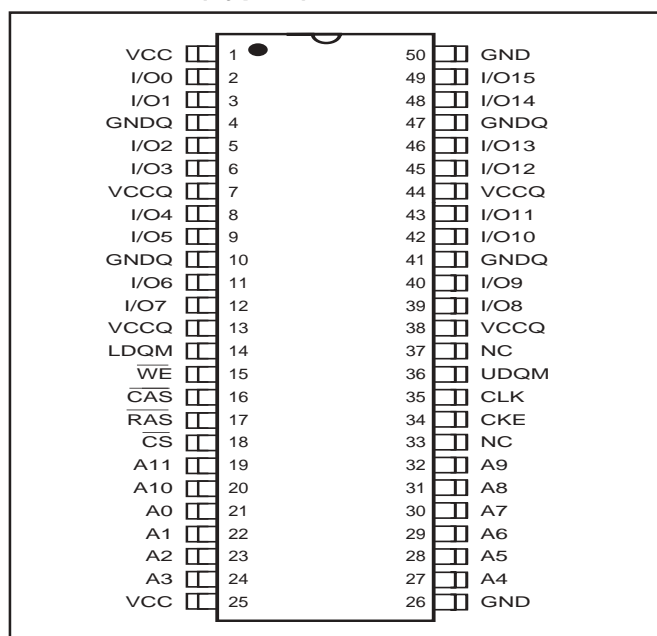 VCC 1 50 GND
I/O0 2 49 I/O15
I/O1 3 48 I/O14
GNDQ 4 47 GNDQ
I/O2 5 46 I/O13
I/O3 6 45 I/O12
VCCQ 7 44 VCCQ
I/O4 8 43 I/O11
I/O5 9 42 I/O10
GNDQ 10 41 GNDQ
I/O6 11 40 I/O9
I/O7 12 39 I/O8
VCCQ 13 38 VCCQ
LDQM 14 37 NC
W̅E̅ 15 36 UDQM
C̅A̅S̅ 16 35 CLK
R̅A̅S̅ 17 34 CKE
C̅S̅ 18 33 NC
A11 19 32 A9
A10 20 31 A8
A0 21 30 A7
A1 22 29 A6
A2 23 28 A5
A3 24 27 A4
VCC 25 26 GND